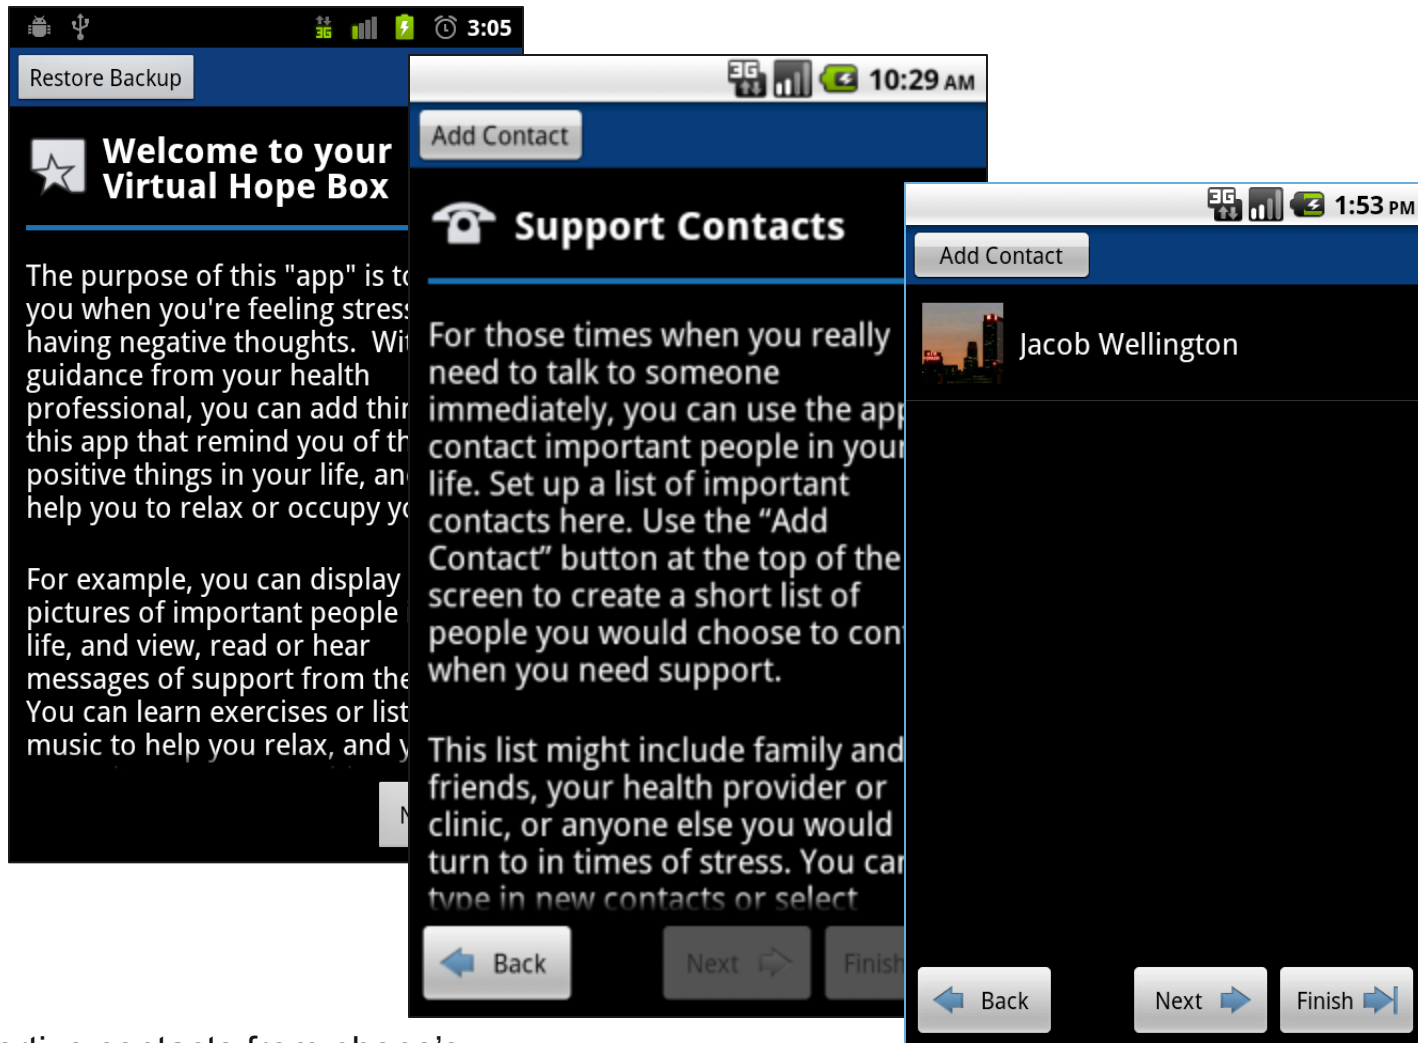 3G 3:05
Restore Backup
Welcome to your
Virtual Hope Box
The purpose of this "app" is to
you when you're feeling stress
having negative thoughts. Wit
guidance from your health
professional, you can add thin
this app that remind you of th
positive things in your life, an
help you to relax or occupy yo
For example, you can display
pictures of important people
life, and view, read or hear
messages of support from the
You can learn exercises or list
music to help you relax, and y
N
3G 10:29 AM
Add Contact
Support Contacts
For those times when you really
need to talk to someone
immediately, you can use the app
contact important people in your
life. Set up a list of important
contacts here. Use the “Add
Contact” button at the top of the
screen to create a short list of
people you would choose to con
when you need support.
This list might include family and
friends, your health provider or
clinic, or anyone else you would
turn to in times of stress. You can
type in new contacts or select
Back Next Finish
3G 1:53 PM
Add Contact
Jacob Wellington
Back Next Finish
contacts from phone’s